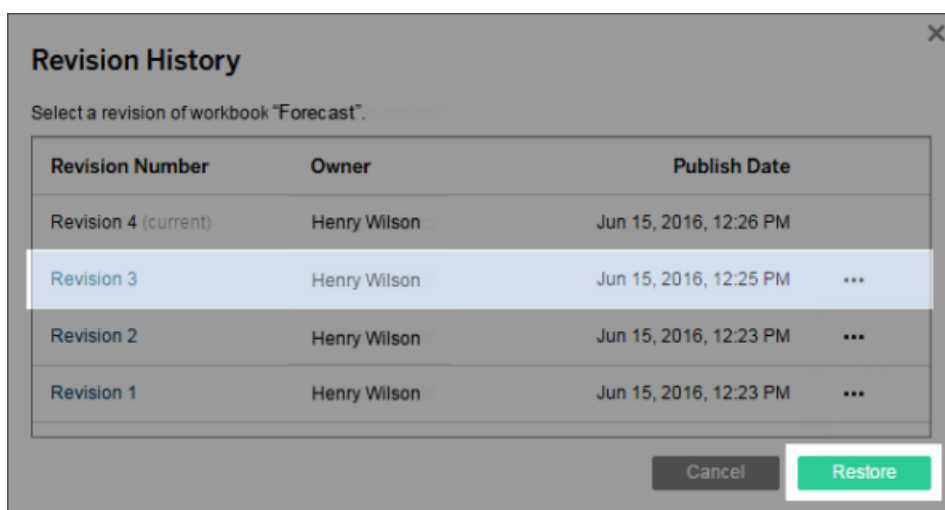 Revision History
Select a revision of workbook “Forecast”.
Revision Number Owner Publish Date
Revision 4 (current) Henry Wilson Jun 15, 2016, 12:26 PM
Revision 3 Henry Wilson Jun 15, 2016, 12:25 PM ...
Revision 2 Henry Wilson Jun 15, 2016, 12:23 PM ...
Revision 1 Henry Wilson Jun 15, 2016, 12:23 PM ...
Cancel Restore